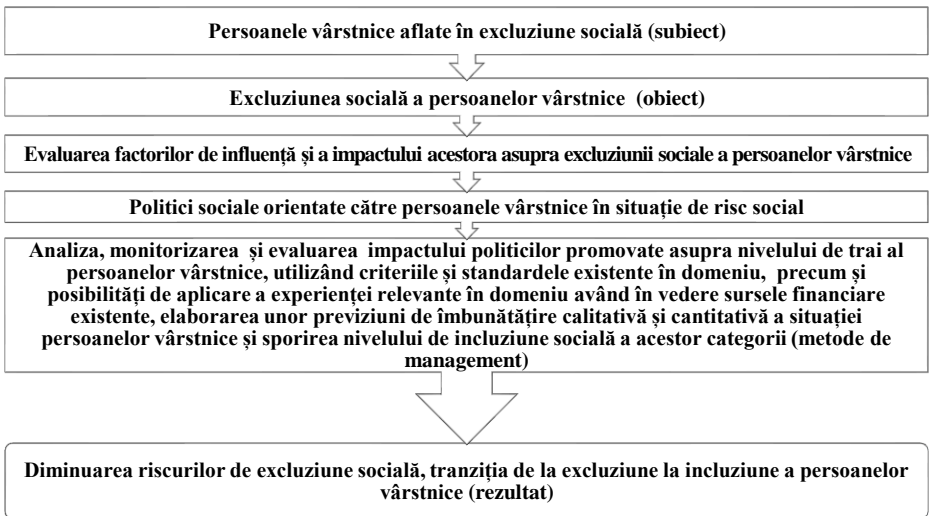 Persoanele vârstnice aflate în excluziune socială (subiect)
Excluziunea socială a persoanelor vârstnice (obiect)
Evaluarea factorilor de influență și a impactului acestora asupra excluziunii sociale a persoanelor vârstnice
Politici sociale orientate către persoanele vârstnice în situație de risc social
Analiza, monitorizarea și evaluarea impactului politicilor promovate asupra nivelului de trai al
persoanelor vârstnice, utilizând criteriile și standardele existente în domeniu, precum și
posibilități de aplicare a experienței relevante în domeniu având în vedere sursele financiare
existente, elaborarea unor previziuni de îmbunătățire calitativă și cantitativă a situației
persoanelor vârstnice și sporirea nivelului de incluziune socială a acestor categorii (metode de
management)
Diminuarea riscurilor de excluziune socială, tranziția de la excluziune la incluziune a persoanelor
vârstnice (rezultat)